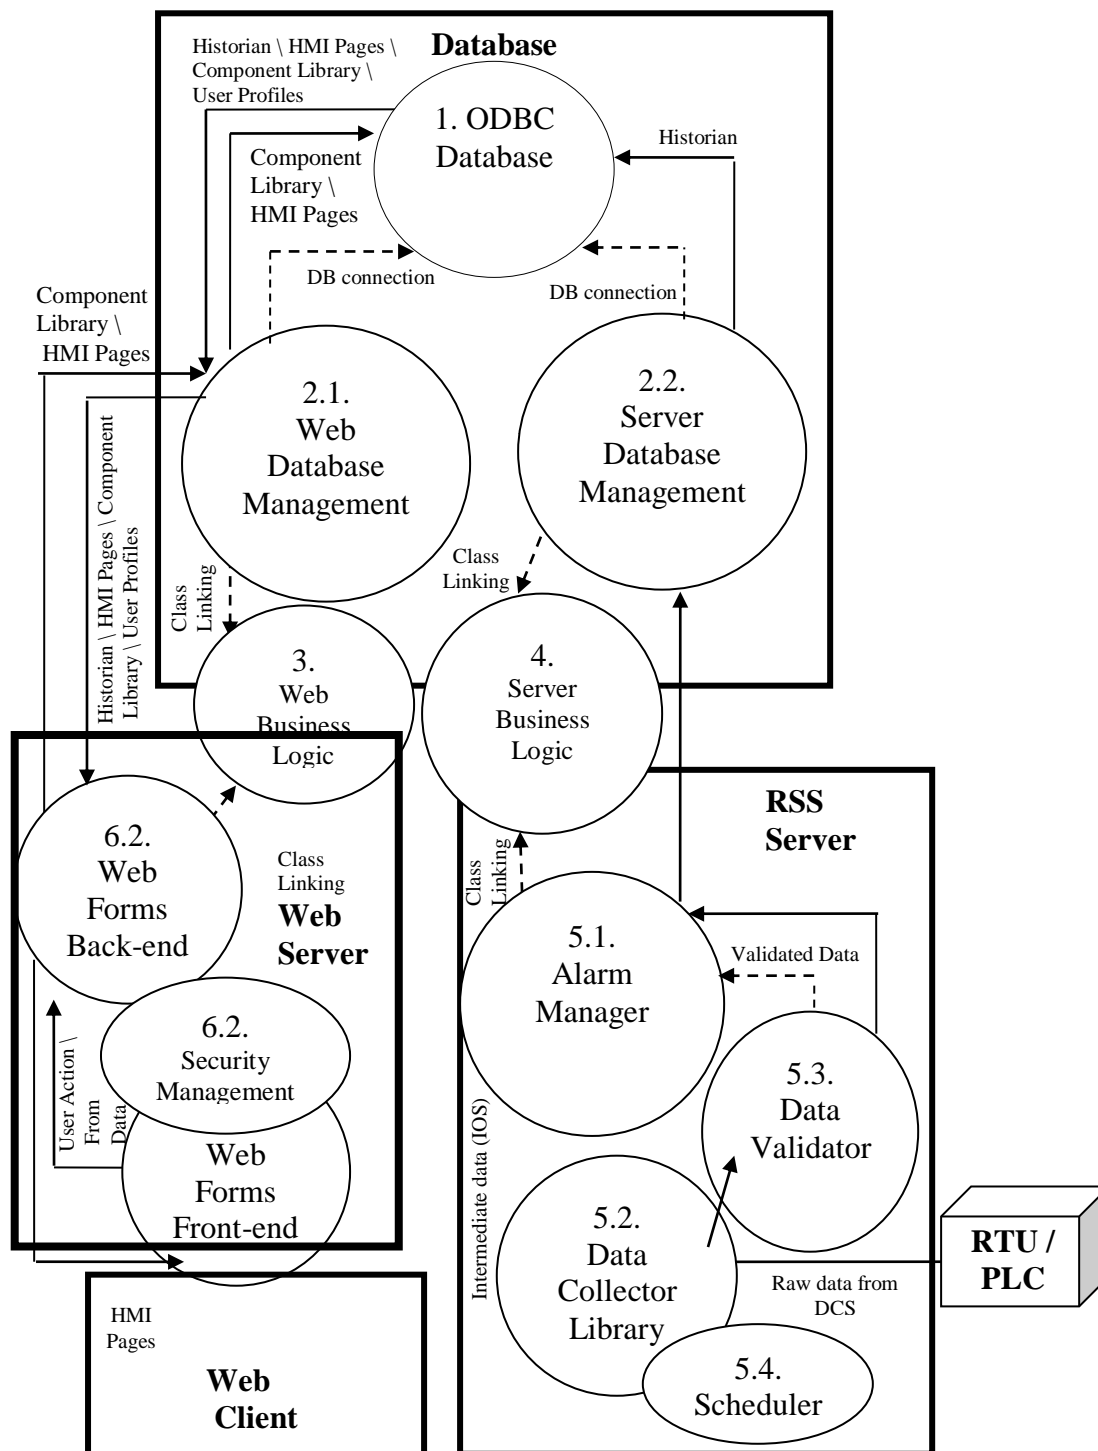 Database
Historian \ HMI Pages \
Component Library \
User Profiles
1. ODBC
Database
Component
Library \
HMI Pages
Historian
DB connection
DB connection
Component
Library \
HMI Pages
2.1.
Web
Database
Management
2.2.
Server
Database
Management
Historian \ HMI Pages \ Component
Library \ User Profiles
Class
Linking
Class
Linking
3.
Web
Business
Logic
4.
Server
Business
Logic
6.2.
Web
Forms
Back-end
Class
Linking
Web
Server
RSS
Server
Class
Linking
5.1.
Alarm
Manager
Validated Data
6.2.
Security
Management
User Action \
From
Data
Web
Forms
Front-end
5.3.
Data
Validator
Intermediate data (IOS)
5.2.
Data
Collector
Library
RTU /
PLC
Raw data from
DCS
5.4.
Scheduler
HMI
Pages
Web
Client